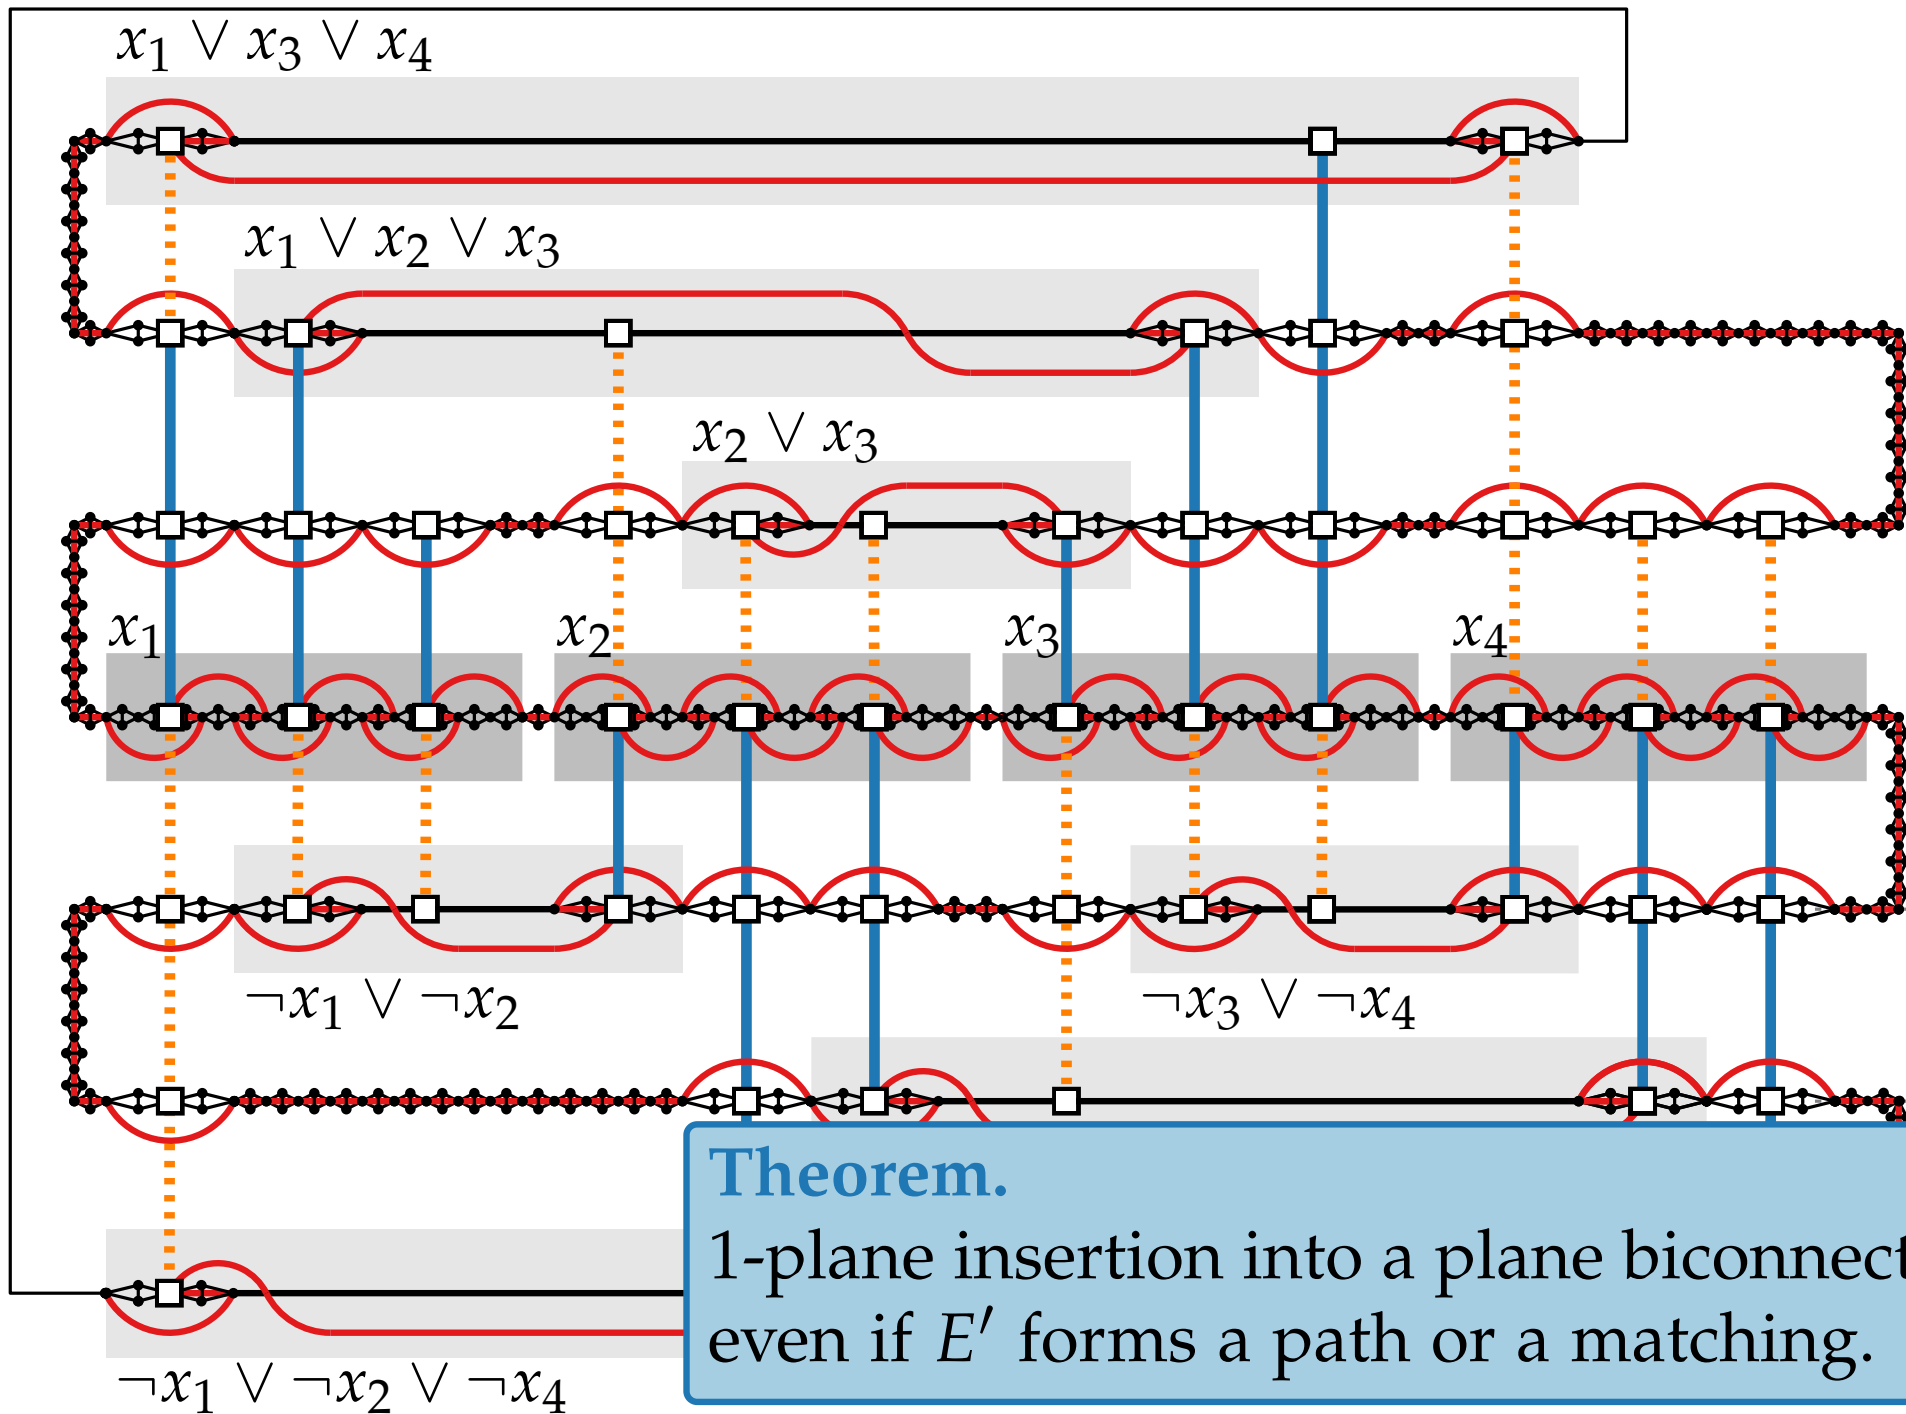 x₁ ∨ x₃ ∨ x₄
x₁ ∨ x₂ ∨ x₃
x₂ ∨ x₃
x₁ x₂ x₃ x₄
¬x₁ ∨ ¬x₂ ¬x₃ ∨ ¬x₄
Theorem.
1-plane insertion into a plane biconnect
even if E′ forms a path or a matching.
¬x₁ ∨ ¬x₂ ∨ ¬x₄